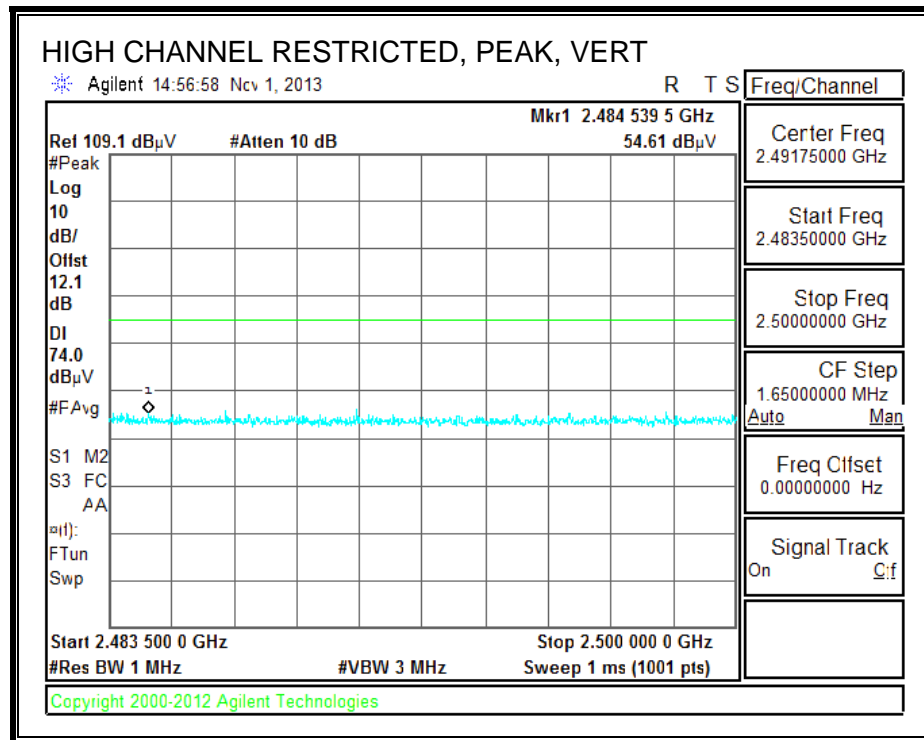 HIGH CHANNEL RESTRICTED, PEAK, VERT
Agilent 14:56:58 Nov 1, 2013
R T S
Freq/Channel
Mkr1 2.484 539 5 GHz
Ref 109.1 dBµV #Atten 10 dB 54.61 dBµV
#Peak
Log
10
dB/
Offst
12.1
dB
DI
74.0
dBµV
#PAvg
1
S1 M2
S3 FC
AA
¤(f):
FTun
Swp
Start 2.483 500 0 GHz Stop 2.500 000 0 GHz
#Res BW 1 MHz #VBW 3 MHz Sweep 1 ms (1001 pts)
Center Freq
2.49175000 GHz
Start Freq
2.48350000 GHz
Stop Freq
2.50000000 GHz
CF Step
1.65000000 MHz
Auto Man
Freq Offset
0.00000000 Hz
Signal Track
On Off
Copyright 2000-2012 Agilent Technologies